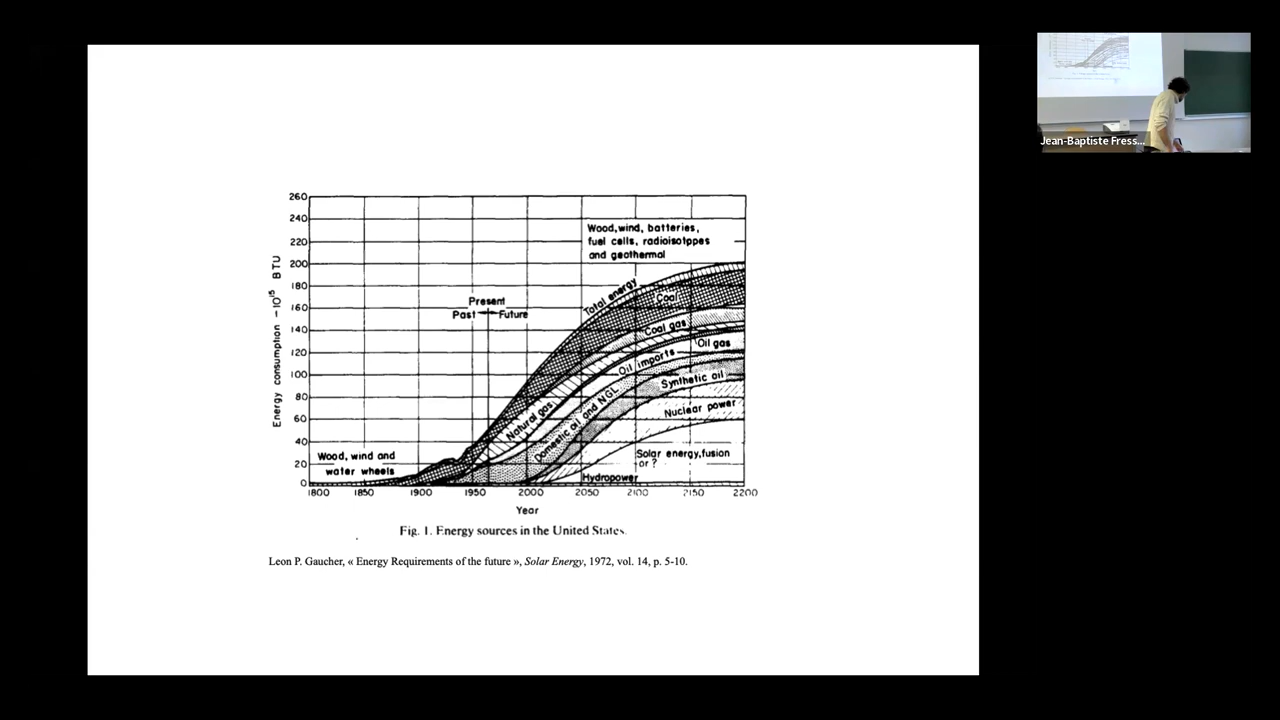 260
240
220
200
180
160
140
120
100
80
60
40
20
0
Energy consumption – 10¹⁵ BTU
Wood, wind, batteries,
fuel cells, radioisotopes
and geothermal
Present
Past Future
Total energy
Coal
Coal gas
Oil gas
Oil imports
Natural gas
Domestic oil and NGL
Synthetic oil
Nuclear power
Wood, wind and
water wheels
Solar energy, fusion
or ?
Hydropower
1800 1850 1900 1950 2000 2050 2100 2150 2200
Year
Fig. 1. Energy sources in the United States.
Leon P. Gaucher, « Energy Requirements of the future », Solar Energy, 1972, vol. 14, p. 5-10.
Jean-Baptiste Fress...